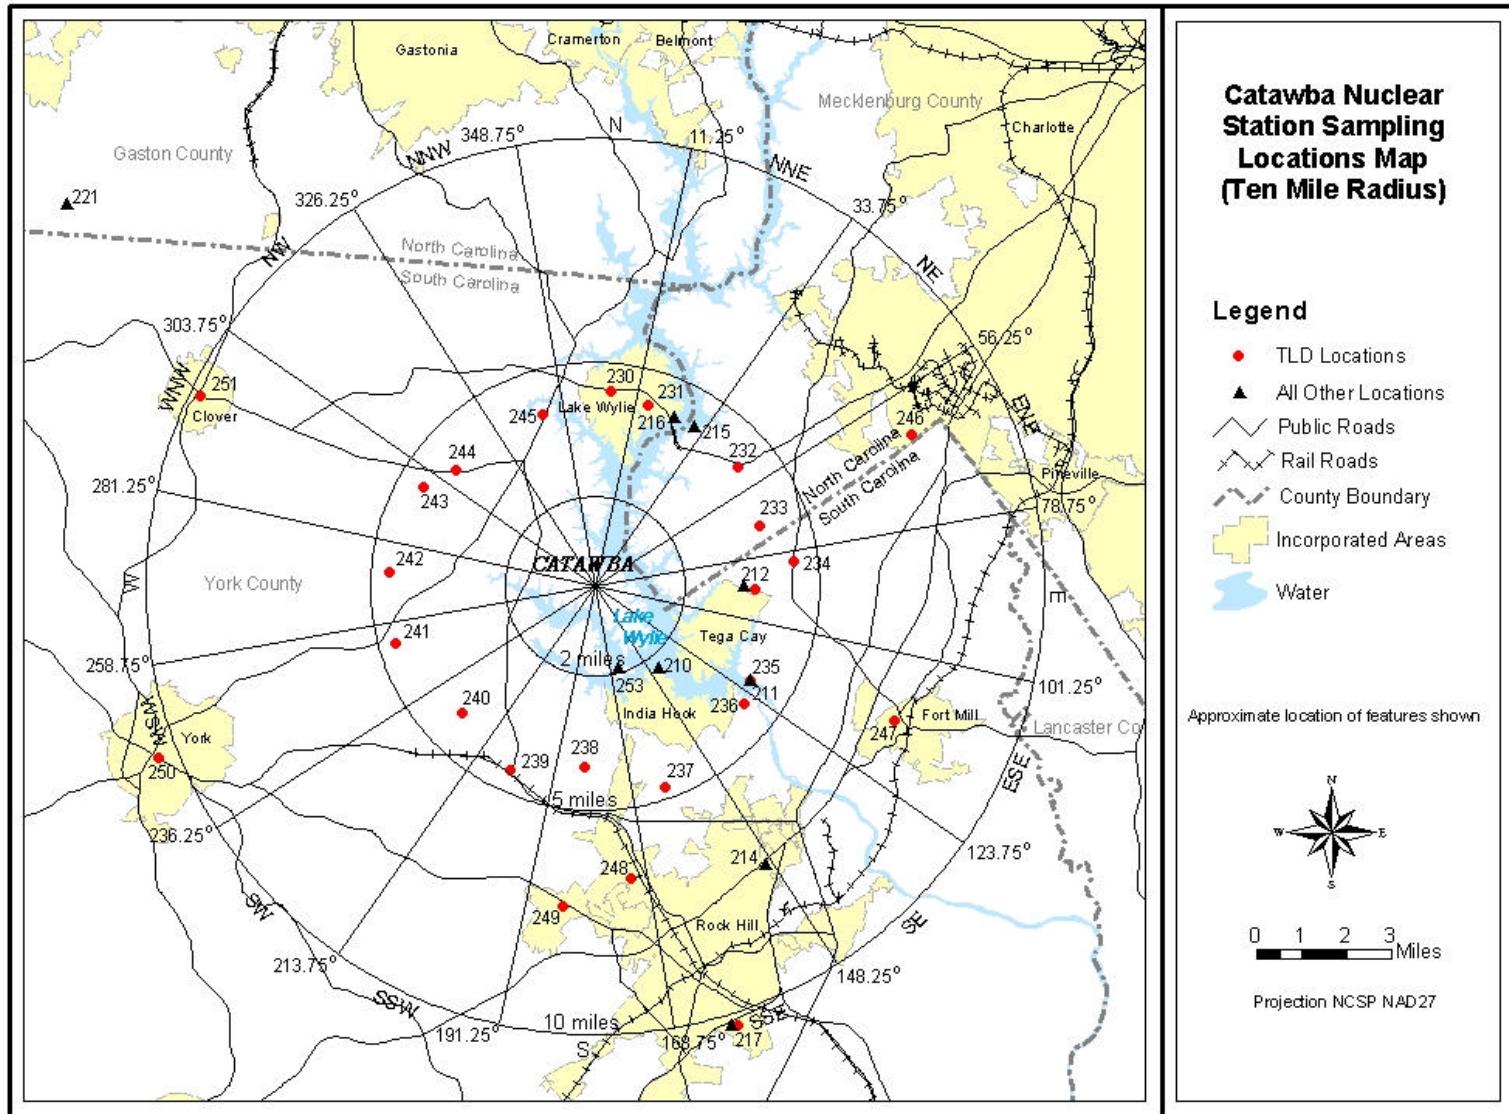 Gastonia
Cramerton
Belmont
Mecklenburg County
Charlotte
Gaston County
348.75°
N
11.25°
NNW
NNE
221
326.25°
33.75°
NW
North Carolina
South Carolina
NE
303.75°
56.25°
WNW
251
Clover
230
231
Lake Wylie
245
216
215
246
ENE
244
232
North Carolina
South Carolina
Pineville
281.25°
243
78.75°
233
242
CATAWBA
234
212
W
York County
E
Lake
Wylie
Tega Cay
241
258.75°
2 miles
210
235
253
211
236
101.25°
240
India Hook
Fort Mill
247
Lancaster Co
WSW
York
250
239
238
237
ESE
5 miles
236.25°
123.75°
248
214
249
Rock Hill
SW
SE
213.75°
148.25°
SSW
191.25°
10 miles
SSE
168.75°
217
S
Catawba Nuclear
Station Sampling
Locations Map
(Ten Mile Radius)
Legend
TLD Locations
All Other Locations
Public Roads
Rail Roads
County Boundary
Incorporated Areas
Water
Approximate location of features shown
N
W
E
S
0 1 2 3
Miles
Projection NCSP NAD27